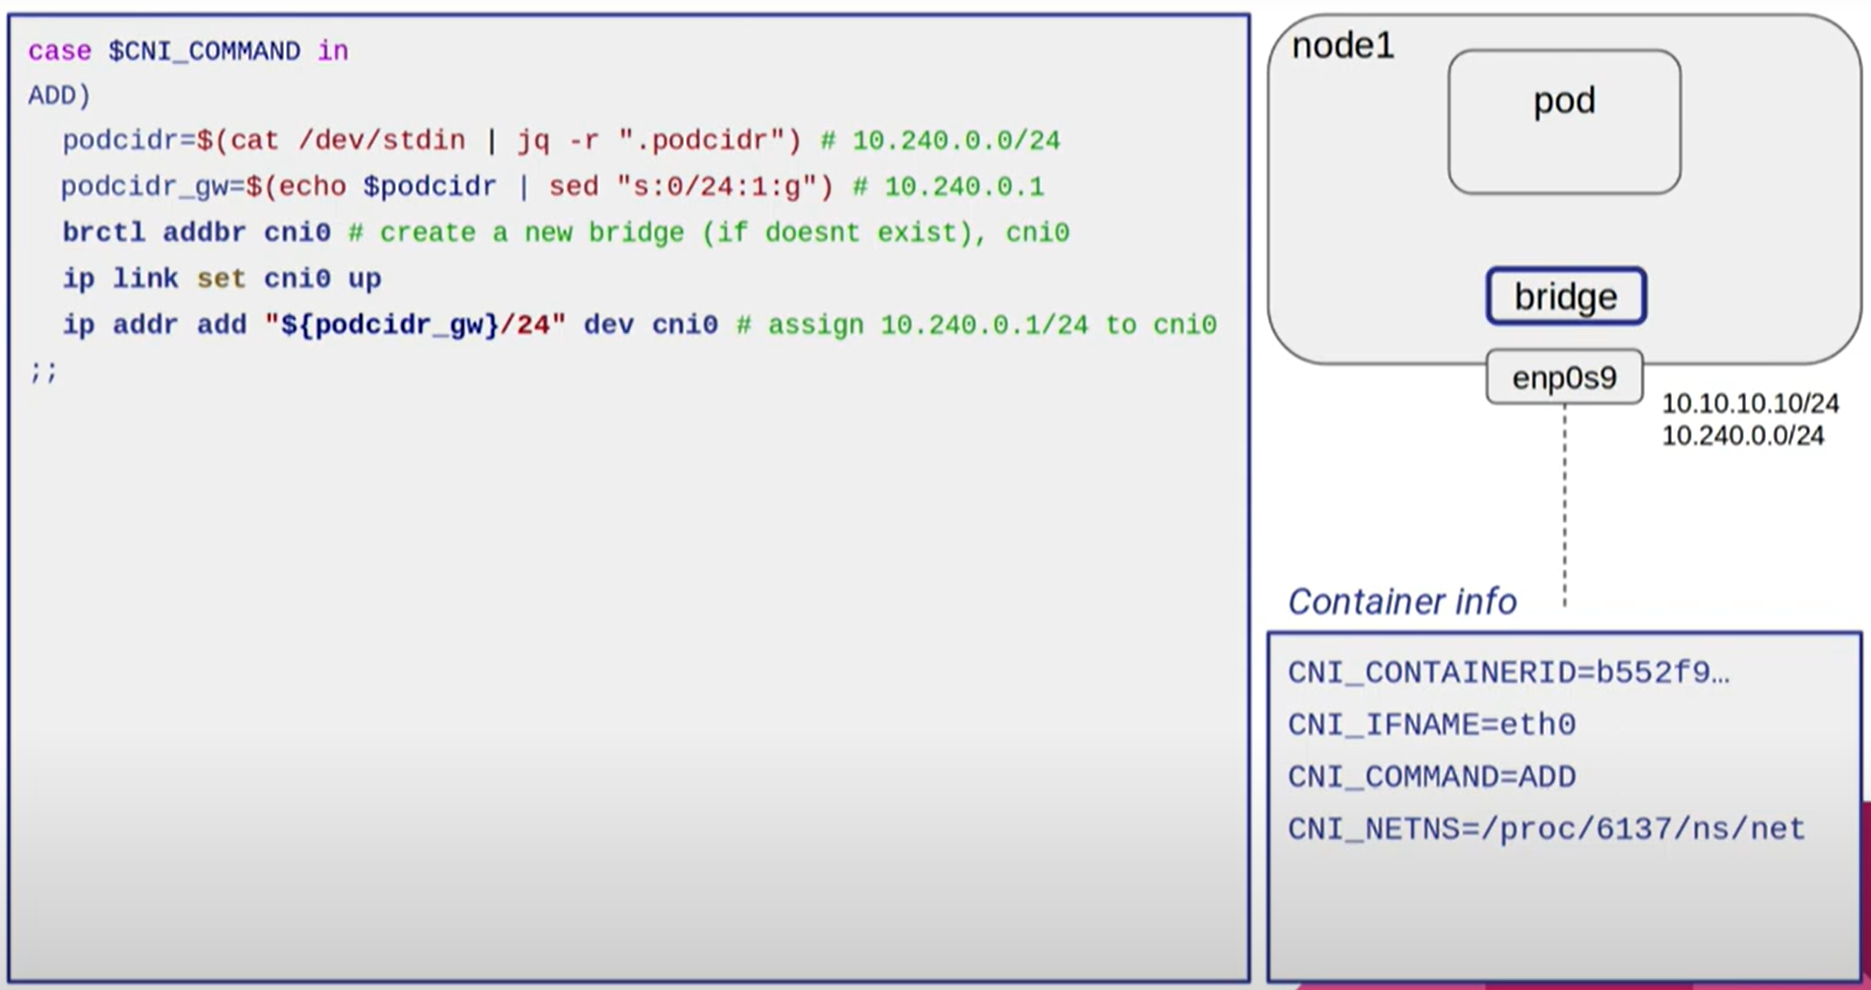 case $CNI_COMMAND in
ADD)
podcidr=$(cat /dev/stdin | jq -r ".podcidr") # 10.240.0.0/24
podcidr_gw=$(echo $podcidr | sed "s:0/24:1:g") # 10.240.0.1
brctl addbr cni0 # create a new bridge (if doesnt exist), cni0
ip link set cni0 up
ip addr add "${podcidr_gw}/24" dev cni0 # assign 10.240.0.1/24 to cni0
;;
node1
pod
bridge
enp0s9
10.10.10.10/24
10.240.0.0/24
Container info
CNI_CONTAINERID=b552f9…
CNI_IFNAME=eth0
CNI_COMMAND=ADD
CNI_NETNS=/proc/6137/ns/net